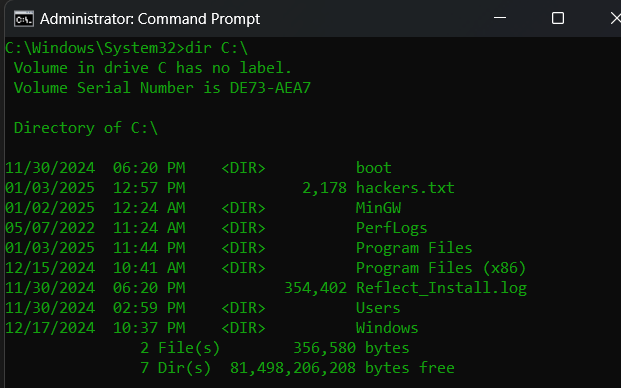 Administrator: Command Prompt
C:\Windows\System32>dir C:\
 Volume in drive C has no label.
 Volume Serial Number is DE73-AEA7

 Directory of C:\

11/30/2024  06:20 PM    <DIR>          boot
01/03/2025  12:57 PM             2,178 hackers.txt
01/02/2025  12:24 AM    <DIR>          MinGW
05/07/2022  11:24 AM    <DIR>          PerfLogs
01/03/2025  11:44 PM    <DIR>          Program Files
12/15/2024  10:41 AM    <DIR>          Program Files (x86)
11/30/2024  06:20 PM           354,402 Reflect_Install.log
11/30/2024  02:59 PM    <DIR>          Users
12/17/2024  10:37 PM    <DIR>          Windows
               2 File(s)        356,580 bytes
               7 Dir(s)  81,498,206,208 bytes free